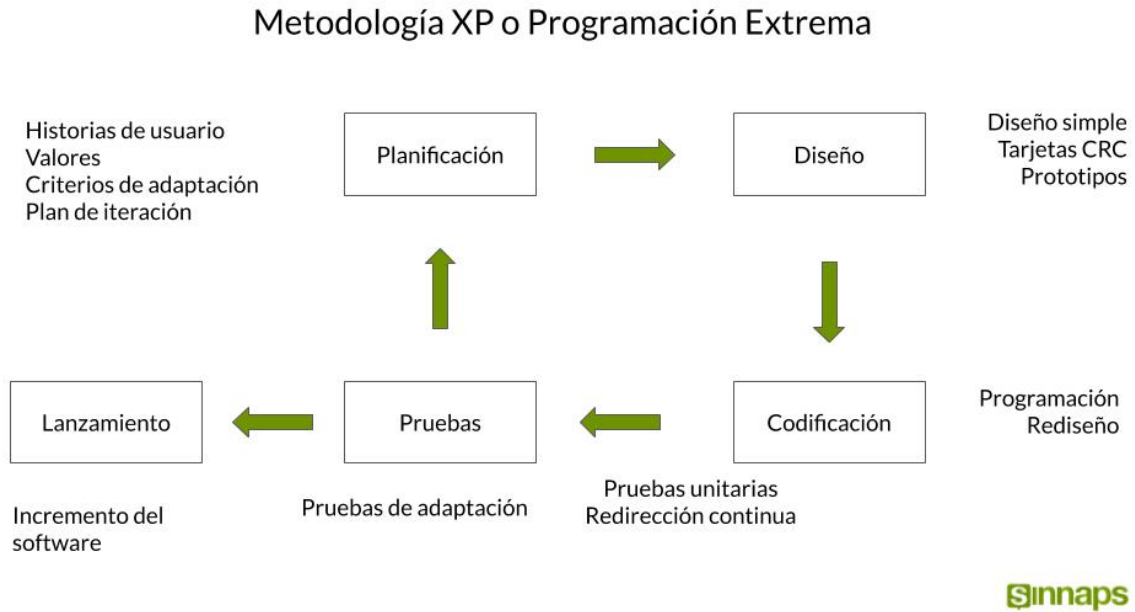 Metodología XP o Programación Extrema
Historias de usuario
Valores
Criterios de adaptación
Plan de iteración
Planificación
Diseño
Diseño simple
Tarjetas CRC
Prototipos
Lanzamiento
Pruebas
Codificación
Programación
Rediseño
Incremento del
software
Pruebas de adaptación
Pruebas unitarias
Redirección continua
Sinnaps